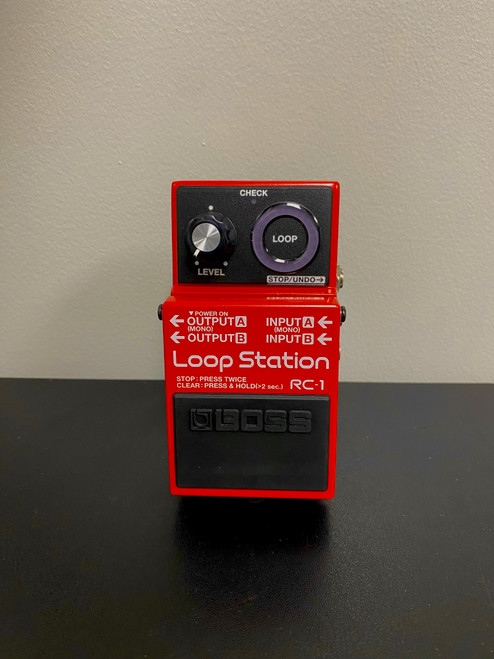 CHECK
LOOP
LEVEL
STOP/UNDO→
▼POWER ON
←OUTPUT A INPUT A←
(MONO) (MONO)
←OUTPUT B INPUT B←
Loop Station
STOP : PRESS TWICE
CLEAR : PRESS & HOLD(>2 sec.) RC-1
BOSS